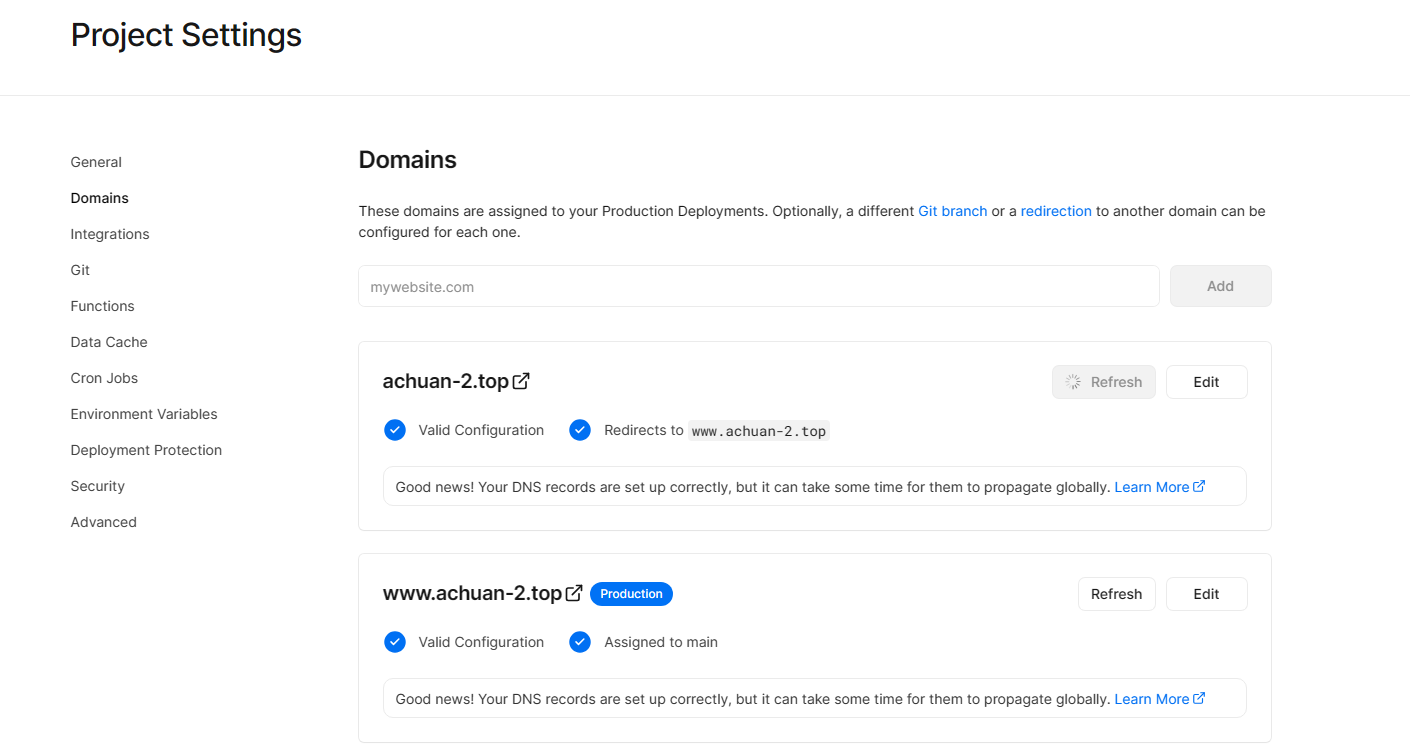 Project Settings
General
Domains
Integrations
Git
Functions
Data Cache
Cron Jobs
Environment Variables
Deployment Protection
Security
Advanced
Domains
These domains are assigned to your Production Deployments. Optionally, a different Git branch or a redirection to another domain can be
configured for each one.
mywebsite.com
Add
achuan-2.top
Refresh
Edit
Valid Configuration
Redirects to www.achuan-2.top
Good news! Your DNS records are set up correctly, but it can take some time for them to propagate globally. Learn More
www.achuan-2.top
Production
Refresh
Edit
Valid Configuration
Assigned to main
Good news! Your DNS records are set up correctly, but it can take some time for them to propagate globally. Learn More